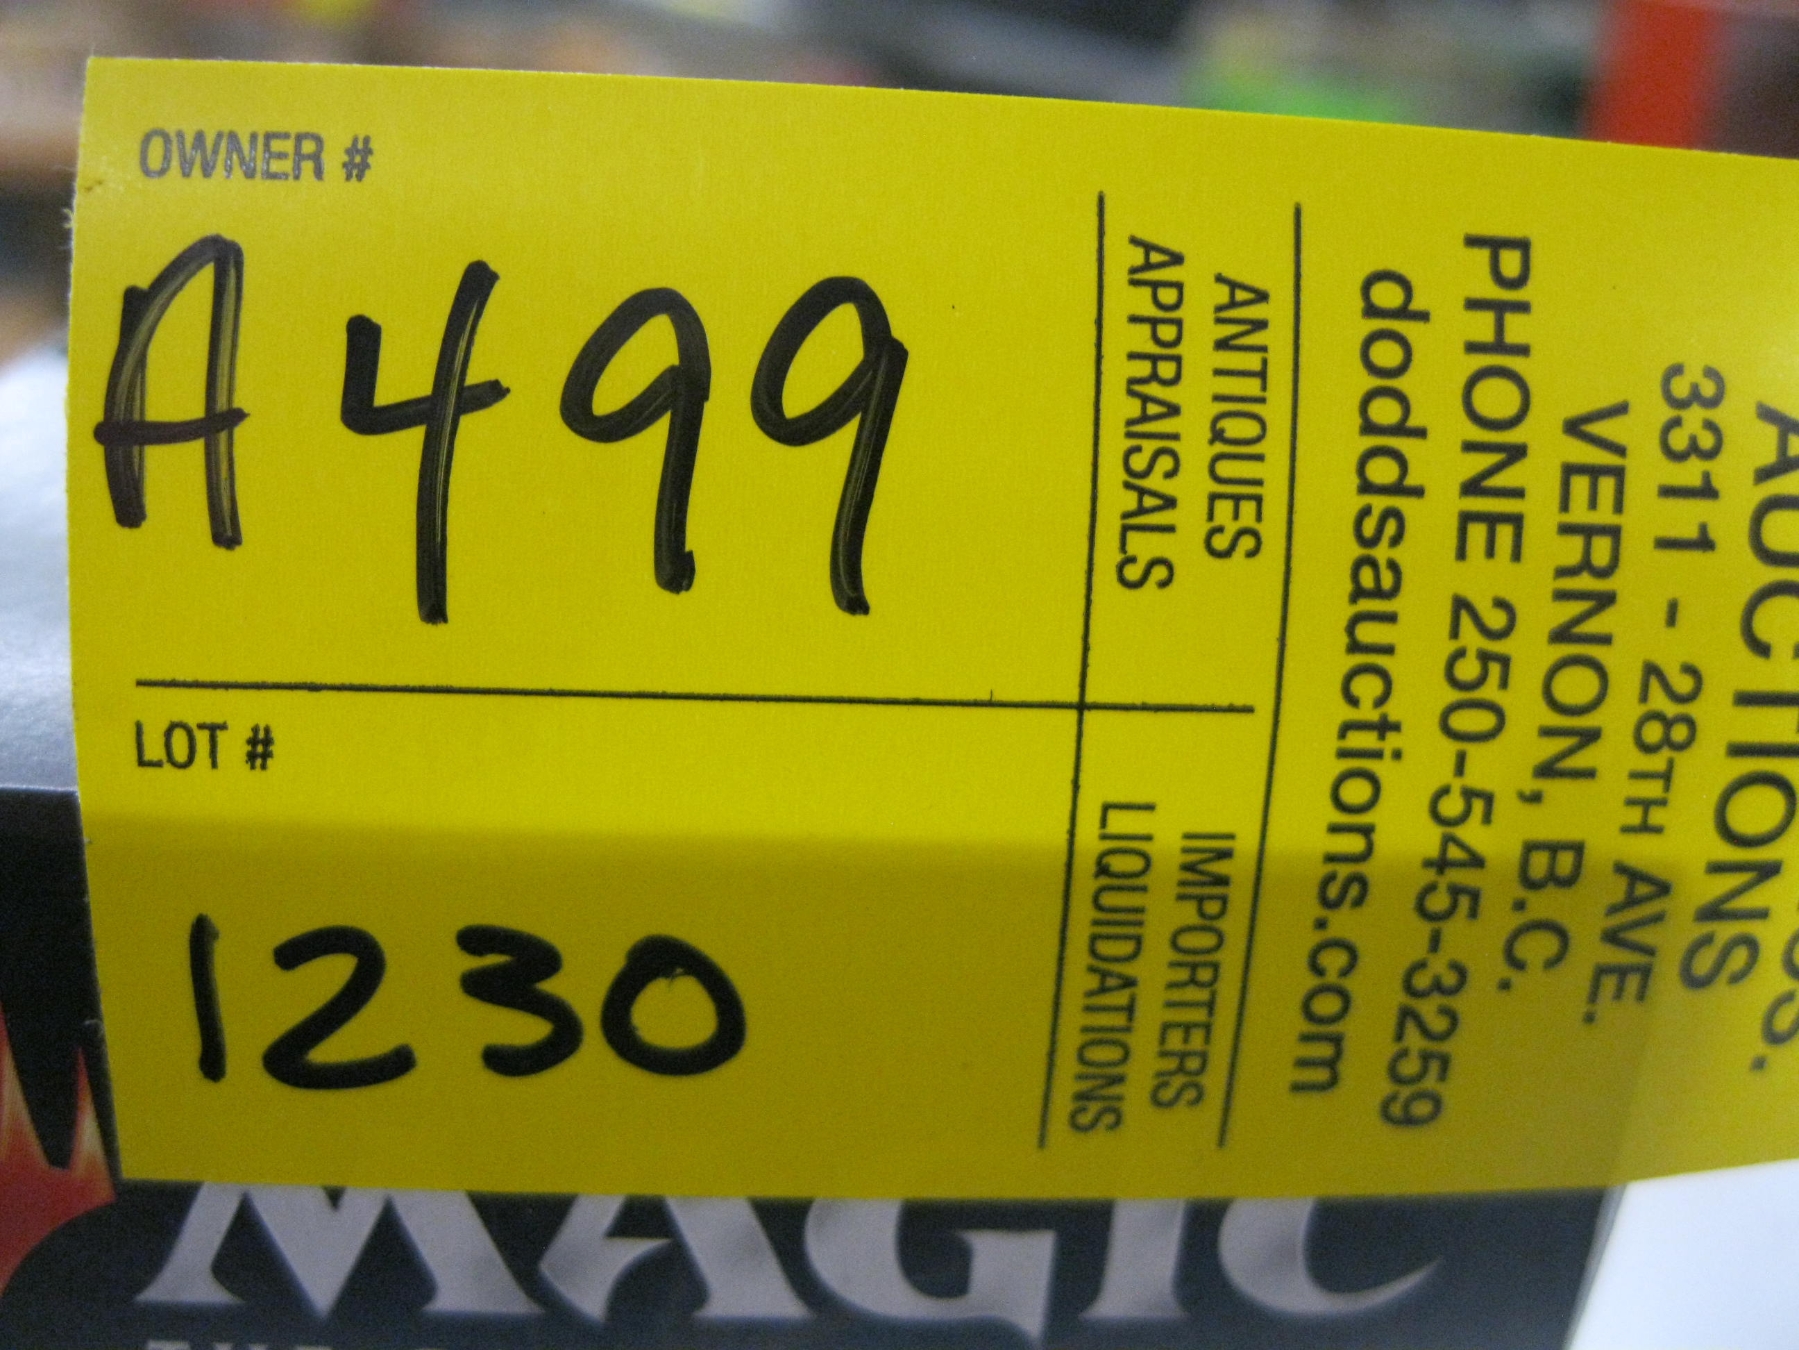 OWNER #
A499
LOT #
1230
AUCTIONS
3311 - 28TH AVE.
VERNON, B.C.
PHONE 250-545-3259
doddsauctions.com
ANTIQUES
APPRAISALS
IMPORTERS
LIQUIDATIONS
MAGIC